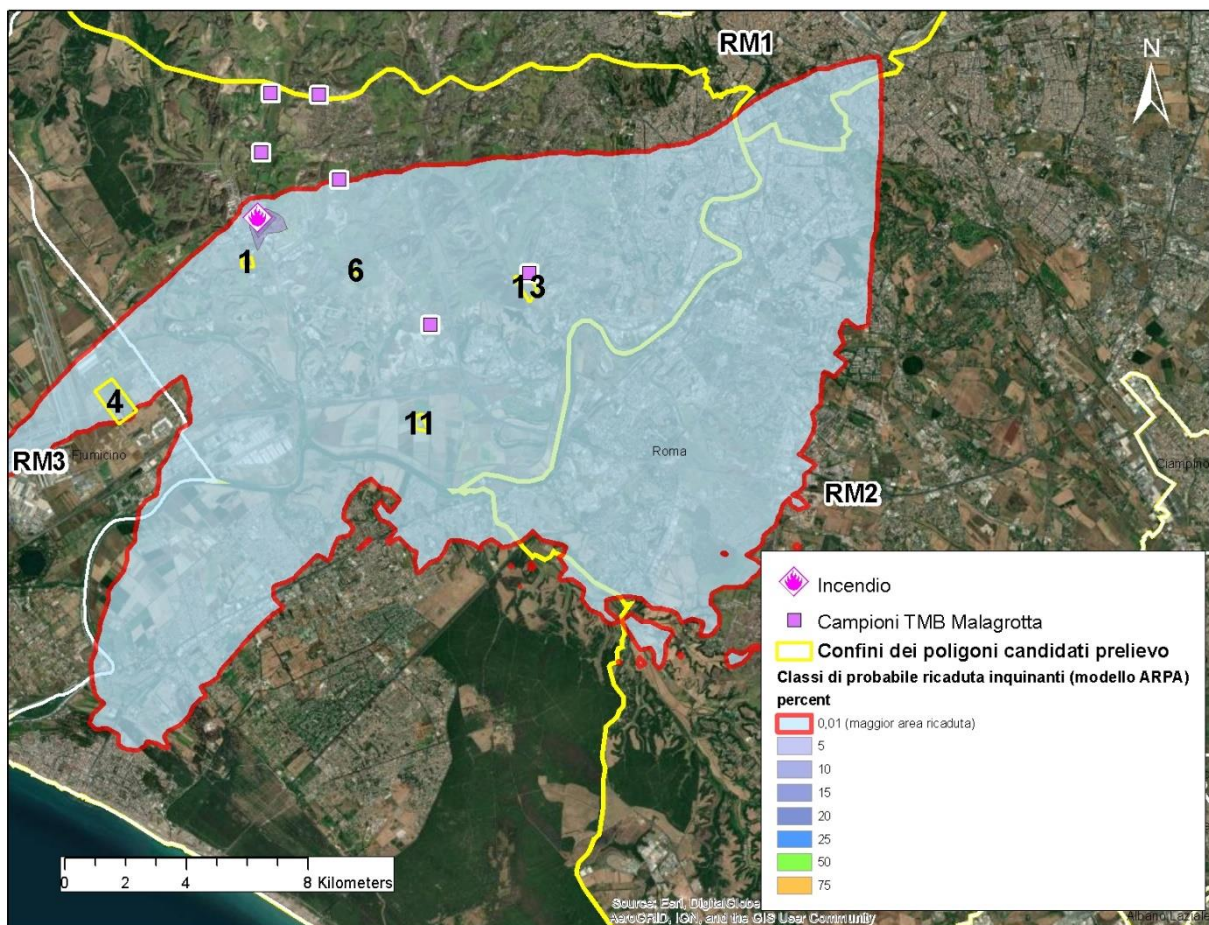 RM1
N
1
6
13
4
11
RM3
Fiumicino
Roma
RM2
Ciampino
Incendio
Campioni TMB Malagrotta
Confini dei poligoni candidati prelievo
Classi di probabile ricaduta inquinanti (modello ARPA)
percent
0,01 (maggior area ricaduta)
5
10
15
20
25
50
75
0 2 4 8 Kilometers
Source: Esri, DigitalGlobe
AeroGRID, IGN, and the GIS User Community
Albano Laziale